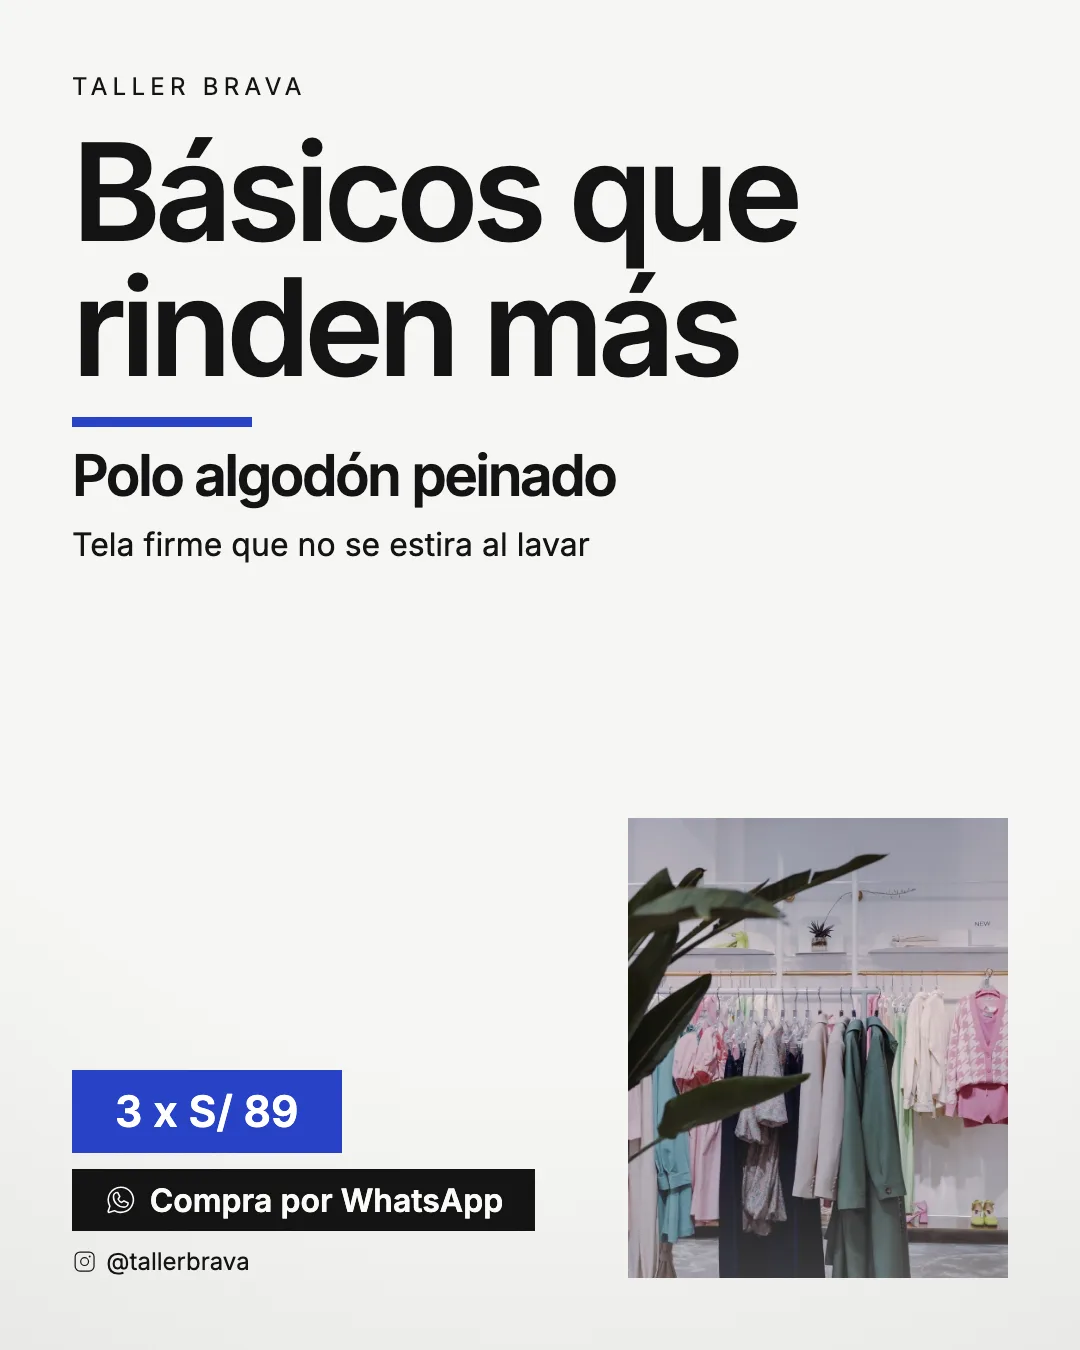 TALLER BRAVA
Básicos que
rinden más
Polo algodón peinado
Tela firme que no se estira al lavar
NEW
3 x S/ 89
Compra por WhatsApp
@tallerbrava